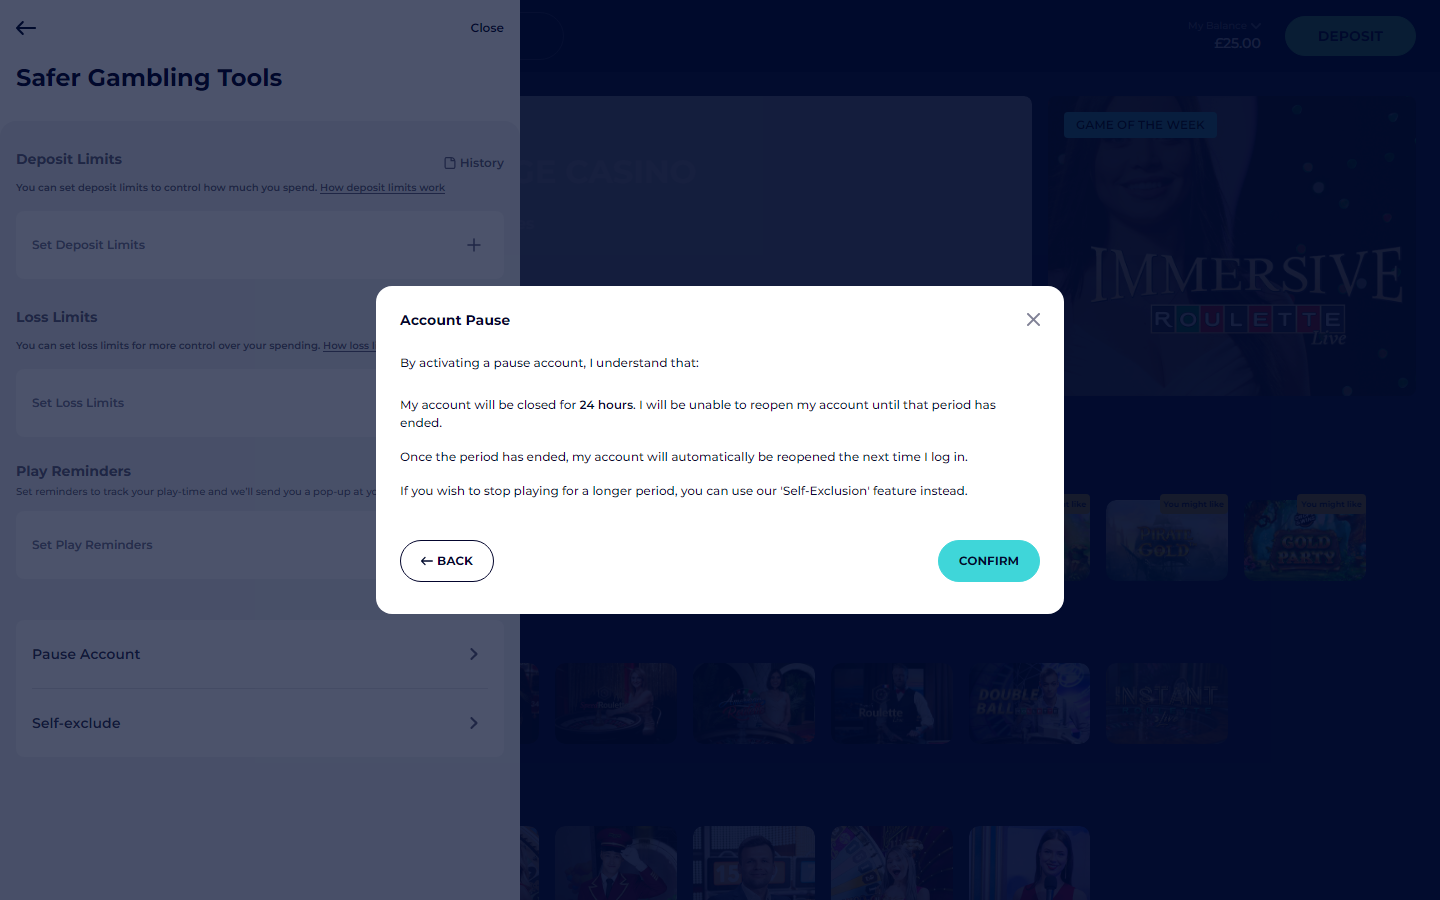 Close
My Balance
£25.00
DEPOSIT
Safer Gambling Tools
GAME OF THE WEEK
Deposit Limits
History
You can set deposit limits to control how much you spend. How deposit limits work
CASINO
Set Deposit Limits
IMMERSIVE
ROULETTE
Live
Loss Limits
You can set loss limits for more control over your spending. How loss
Set Loss Limits
Play Reminders
Set reminders to track your play-time and we'll send you a pop-up at
Set Play Reminders
Account Pause
By activating a pause account, I understand that:
My account will be closed for 24 hours. I will be unable to reopen my account until that period has
ended.
Once the period has ended, my account will automatically be reopened the next time I log in.
If you wish to stop playing for a longer period, you can use our 'Self-Exclusion' feature instead.
BACK
CONFIRM
like
You might like
You might like
PIRATE
GOLD
GOLD
PARTY
Pause Account
Self-exclude
Roulette
DOUBLE
BALL
INSTANT